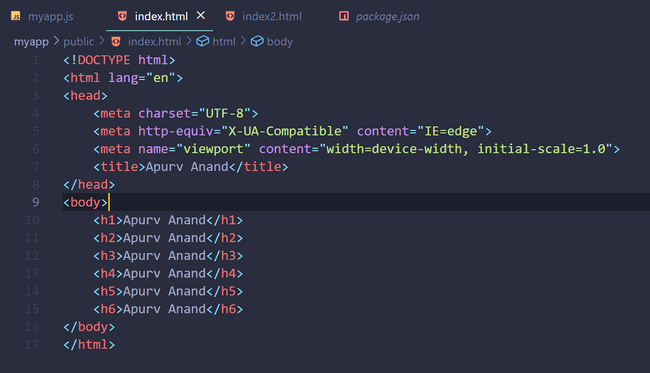 JS myapp.js index.html × index2.html package.json
myapp > public > index.html > html > body
1 <!DOCTYPE html>
2 <html lang="en">
3 <head>
4     <meta charset="UTF-8">
5     <meta http-equiv="X-UA-Compatible" content="IE=edge">
6     <meta name="viewport" content="width=device-width, initial-scale=1.0">
7     <title>Apurv Anand</title>
8 </head>
9 <body>
10     <h1>Apurv Anand</h1>
11     <h2>Apurv Anand</h2>
12     <h3>Apurv Anand</h3>
13     <h4>Apurv Anand</h4>
14     <h5>Apurv Anand</h5>
15     <h6>Apurv Anand</h6>
16 </body>
17 </html>